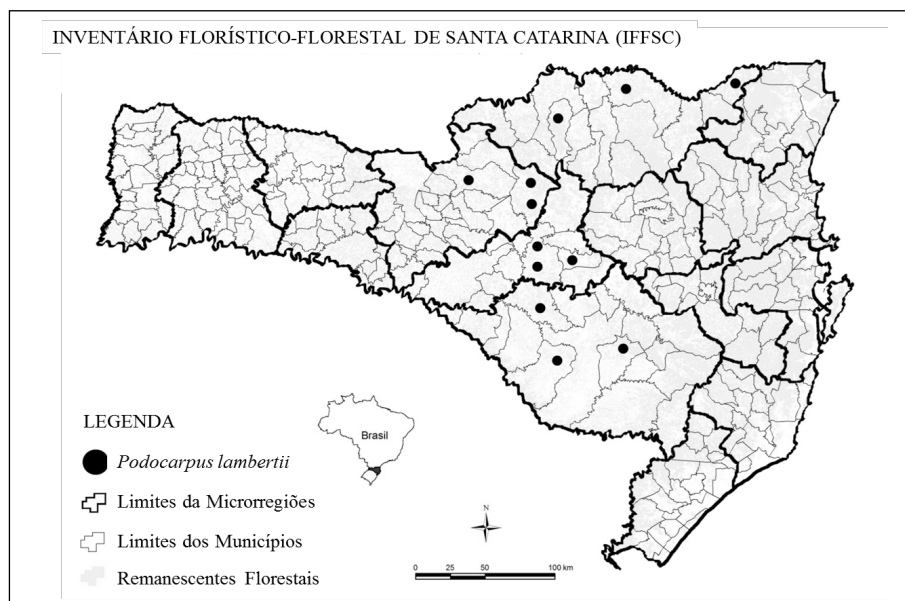 INVENTÁRIO FLORÍSTICO-FLORESTAL DE SANTA CATARINA (IFFSC)
LEGENDA
Podocarpus lambertii
Limites da Microrregiões
Limites dos Municípios
Remanescentes Florestais
Brasil
N
0 25 50 100 km